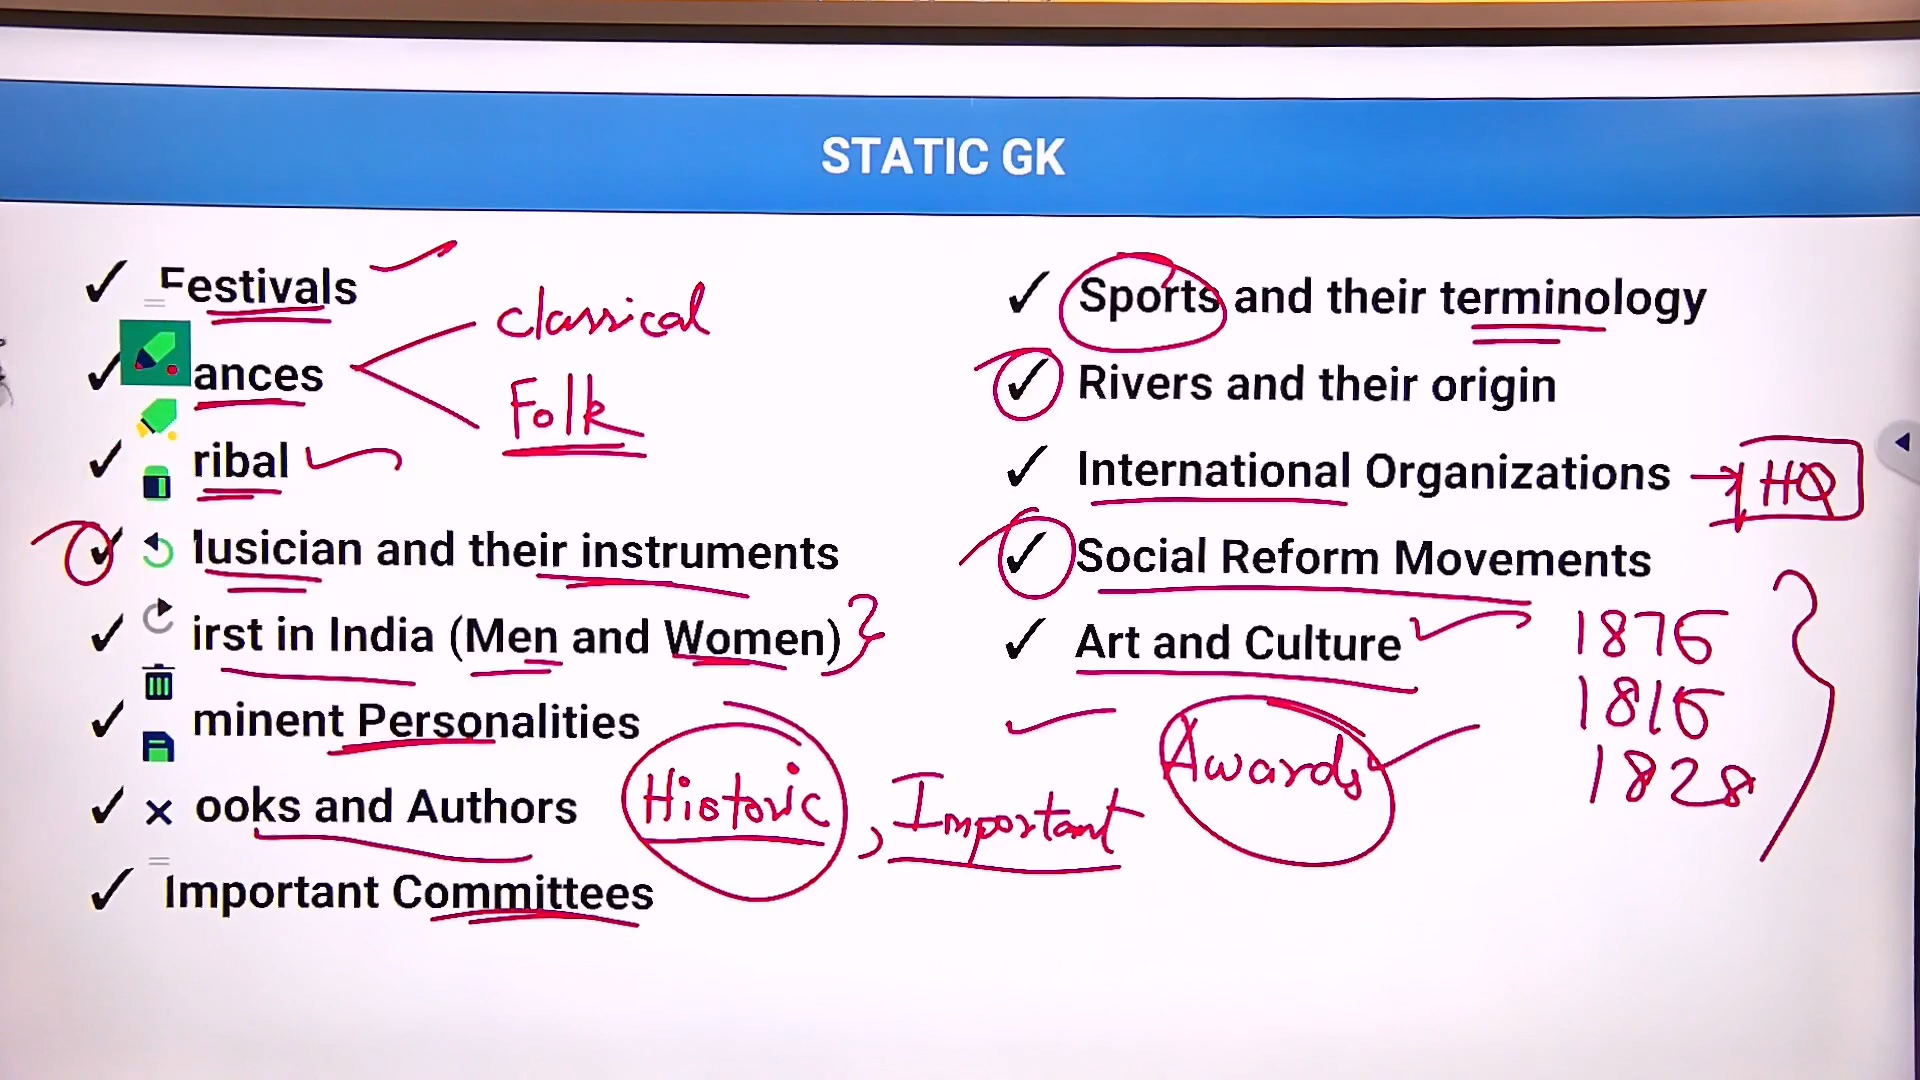 STATIC GK
✓ Festivals
✓ ances
classical
Folk
✓ ribal
✓ usician and their instruments
✓ irst in India (Men and Women)}
✓ minent Personalities
✓ ooks and Authors
Historic, Important
✓ Important Committees
✓ Sports and their terminology
✓ Rivers and their origin
✓ International Organizations → HQ
✓ Social Reform Movements
✓ Art and Culture
Awards
1876
1816
1828